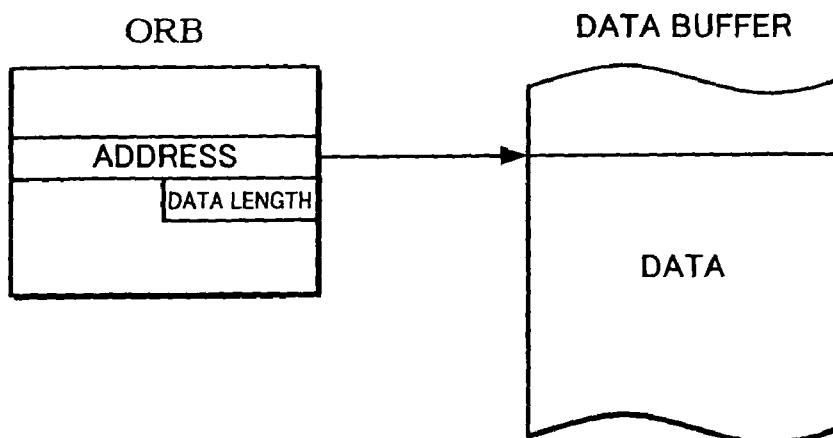 ORB
DATA BUFFER
ADDRESS
DATA LENGTH
DATA